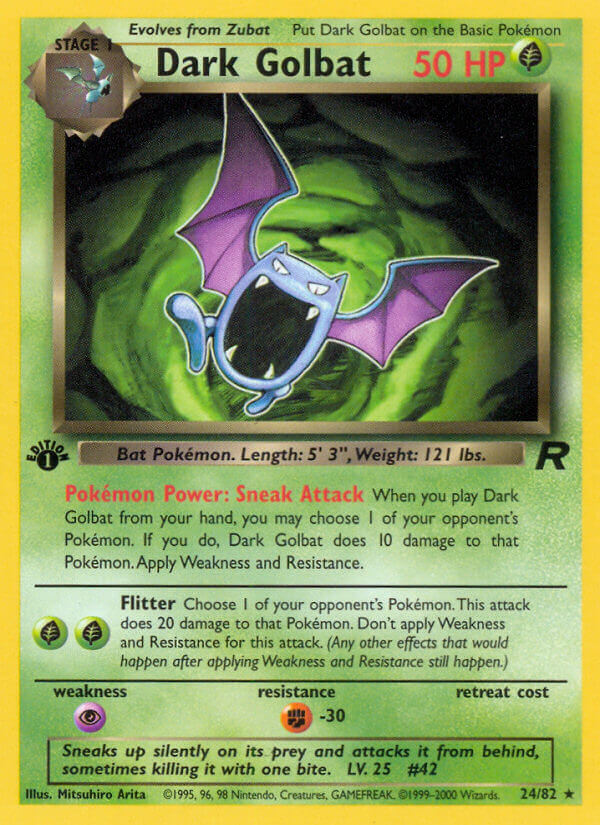 Evolves from Zubat Put Dark Golbat on the Basic Pokémon
STAGE 1
Dark Golbat 50 HP
EDITION
1
Bat Pokémon. Length: 5' 3", Weight: 121 lbs.
R
Pokémon Power: Sneak Attack When you play Dark
Golbat from your hand, you may choose 1 of your opponent's
Pokémon. If you do, Dark Golbat does 10 damage to that
Pokémon. Apply Weakness and Resistance.
Flitter Choose 1 of your opponent's Pokémon. This attack
does 20 damage to that Pokémon. Don't apply Weakness
and Resistance for this attack. (Any other effects that would
happen after applying Weakness and Resistance still happen.)
weakness resistance retreat cost
-30
Sneaks up silently on its prey and attacks it from behind,
sometimes killing it with one bite. LV. 25 #42
Illus. Mitsuhiro Arita ©1995, 96, 98 Nintendo, Creatures, GAMEFREAK. ©1999-2000 Wizards. 24/82 ★